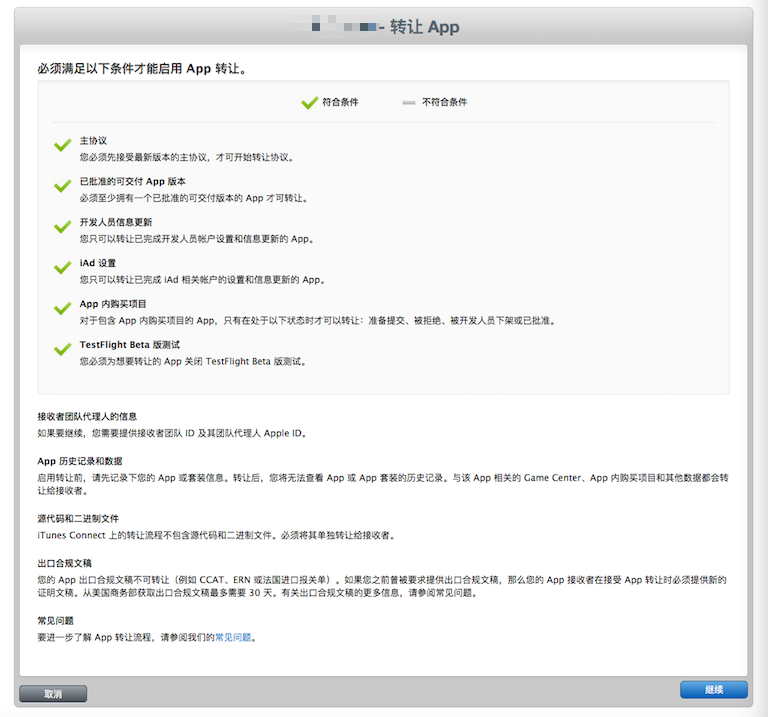 - 转让 App
必须满足以下条件才能启用 App 转让。
符合条件 不符合条件
主协议
您必须先接受最新版本的主协议，才可开始转让协议。
已批准的可交付 App 版本
必须至少拥有一个已批准的可交付版本的 App 才可转让。
开发人员信息更新
您只可以转让已完成开发人员帐户设置和信息更新的 App。
iAd 设置
您只可以转让已完成 iAd 相关帐户的设置和信息更新的 App。
App 内购买项目
对于包含 App 内购买项目的 App，只有在处于以下状态时才可以转让：准备提交、被拒绝、被开发人员下架或已批准。
TestFlight Beta 版测试
您必须为想要转让的 App 关闭 TestFlight Beta 版测试。
接收者团队代理人的信息
如果要继续，您需要提供接收者团队 ID 及其团队代理人 Apple ID。
App 历史记录和数据
启用转让前，请先记录下您的 App 或套装信息。转让后，您将无法查看 App 或 App 套装的历史记录。与该 App 相关的 Game Center、App 内购买项目和其他数据都会转
让给接收者。
源代码和二进制文件
iTunes Connect 上的转让流程不包含源代码和二进制文件。必须将其单独转让给接收者。
出口合规文稿
您的 App 出口合规文稿不可转让（例如 CCAT、ERN 或法国进口报关单）。如果您之前曾被要求提供出口合规文稿，那么您的 App 接收者在接受 App 转让时必须提供新的
证明文稿。从美国商务部获取出口合规文稿最多需要 30 天。有关出口合规文稿的更多信息，请参阅常见问题。
常见问题
要进一步了解 App 转让流程，请参阅我们的常见问题。
取消 继续